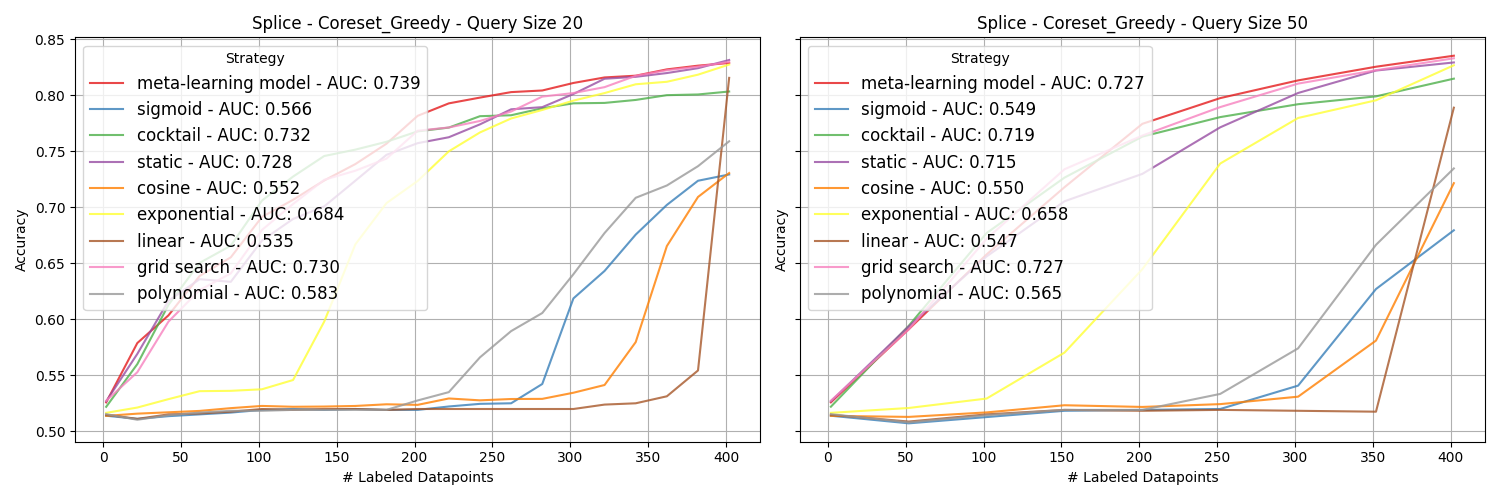 Splice - Coreset_Greedy - Query Size 20
Accuracy
0.85
0.80
0.75
0.70
0.65
0.60
0.55
0.50
Strategy
meta-learning model - AUC: 0.739
sigmoid - AUC: 0.566
cocktail - AUC: 0.732
static - AUC: 0.728
cosine - AUC: 0.552
exponential - AUC: 0.684
linear - AUC: 0.535
grid search - AUC: 0.730
polynomial - AUC: 0.583
0 50 100 150 200 250 300 350 400
# Labeled Datapoints
Splice - Coreset_Greedy - Query Size 50
Accuracy
Strategy
meta-learning model - AUC: 0.727
sigmoid - AUC: 0.549
cocktail - AUC: 0.719
static - AUC: 0.715
cosine - AUC: 0.550
exponential - AUC: 0.658
linear - AUC: 0.547
grid search - AUC: 0.727
polynomial - AUC: 0.565
0 50 100 150 200 250 300 350 400
# Labeled Datapoints